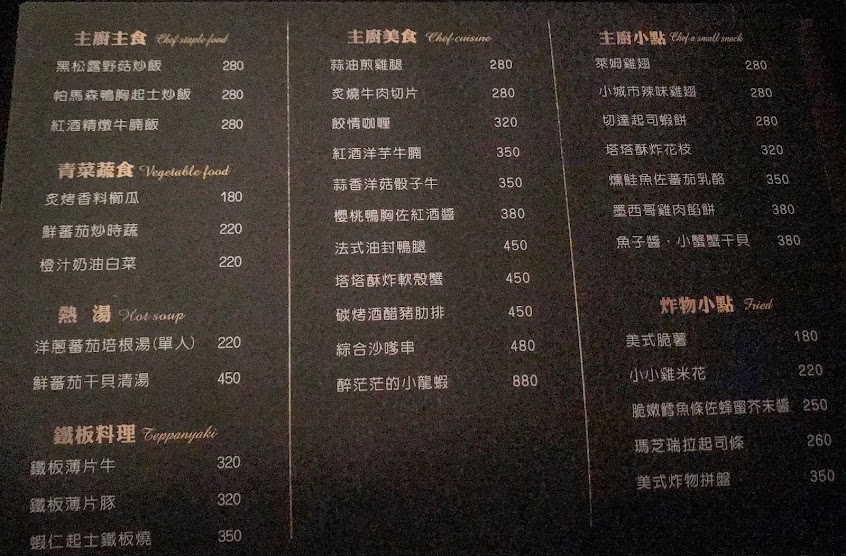 主廚主食 Chef staple food
黑松露野菇炒飯 280
帕馬森鴨胸起士炒飯 280
紅酒精燉牛腩飯 280
青菜蔬食 Vegetable food
炙烤香料櫛瓜 180
鮮蕃茄炒時蔬 220
橙汁奶油白菜 220
熱 湯 Hot soup
洋蔥蕃茄培根湯(單人) 220
鮮蕃茄干貝清湯 450
鐵板料理 Teppanyaki
鐵板薄片牛 320
鐵板薄片豚 320
蝦仁起士鐵板燒 350
主廚美食 Chef cuisine
蒜油煎雞腿 280
炙燒牛肉切片 280
餃情咖喱 320
紅酒洋芋牛腩 350
蒜香洋菇骰子牛 350
櫻桃鴨胸佐紅酒醬 380
法式油封鴨腿 450
塔塔酥炸軟殼蟹 450
碳烤酒醋豬肋排 450
綜合沙嗲串 480
醉茫茫的小龍蝦 880
主廚小點 Chef a small snack
萊姆雞翅 280
小城市辣味雞翅 280
切達起司蝦餅 280
塔塔酥炸花枝 320
燻鮭魚佐蕃茄乳酪 350
墨西哥雞肉餡餅 380
魚子醬．小蟹蟹干貝 380
炸物小點 Fried
美式脆薯 180
小小雞米花 220
脆嫩鱈魚條佐蜂蜜芥末醬 250
瑪芝瑞拉起司條 260
美式炸物拼盤 350